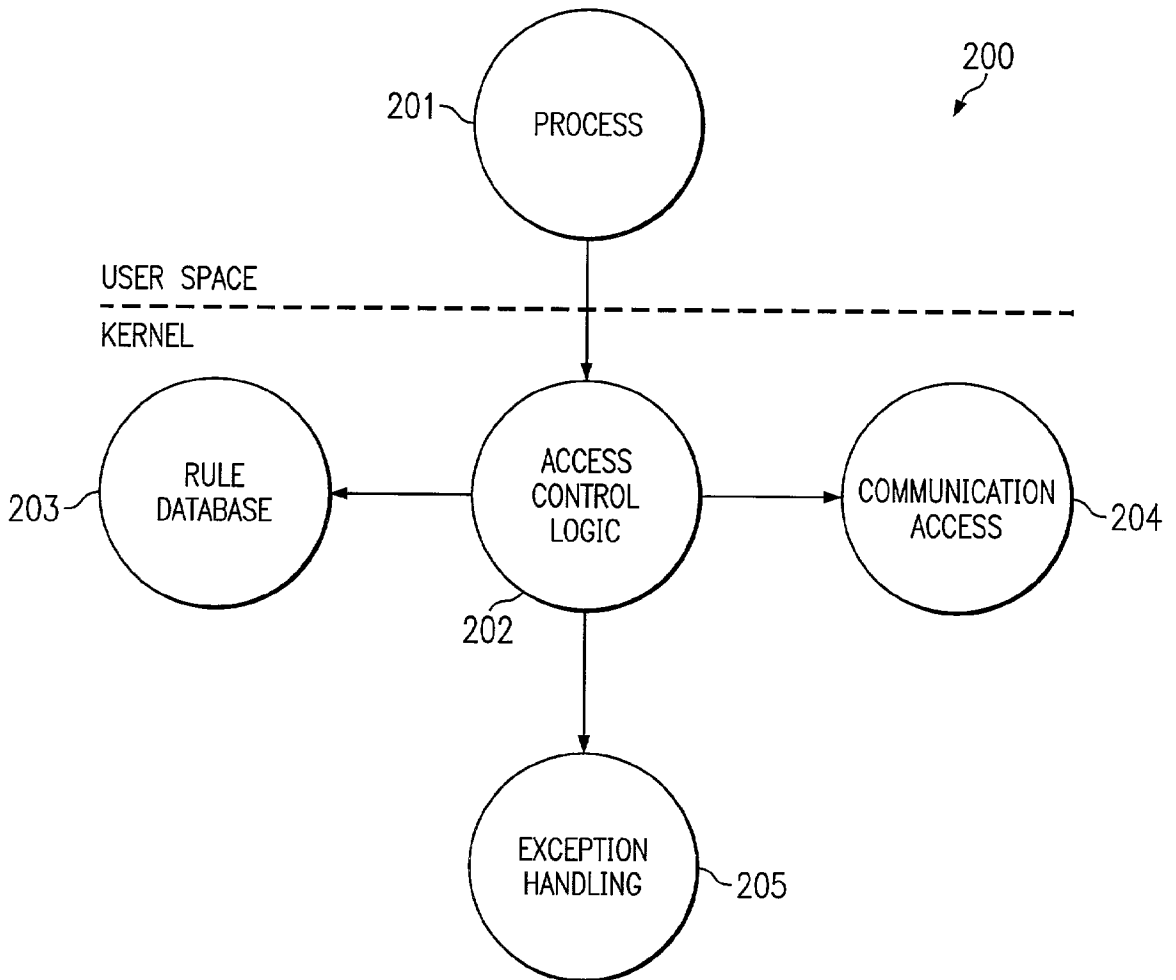 200
201
PROCESS
USER SPACE
KERNEL
RULE
DATABASE
203
ACCESS
CONTROL
LOGIC
202
COMMUNICATION
ACCESS
204
EXCEPTION
HANDLING
205